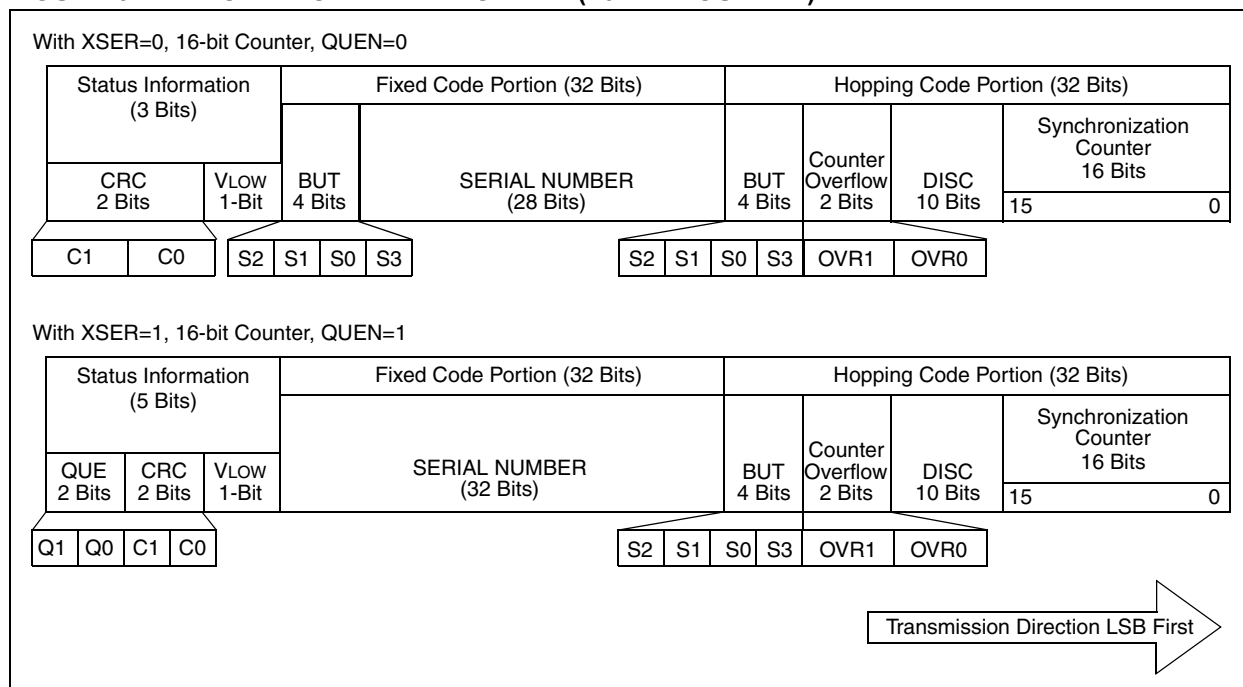 With XSER=0, 16-bit Counter, QUEN=0
Status Information
(3 Bits)
Fixed Code Portion (32 Bits)
Hopping Code Portion (32 Bits)
CRC
2 Bits
VLOW
1-Bit
BUT
4 Bits
SERIAL NUMBER
(28 Bits)
BUT
4 Bits
Counter
Overflow
2 Bits
DISC
10 Bits
Synchronization
Counter
16 Bits
15 0
C1 C0
S2 S1 S0 S3
S2 S1 S0 S3 OVR1 OVR0
With XSER=1, 16-bit Counter, QUEN=1
Status Information
(5 Bits)
Fixed Code Portion (32 Bits)
Hopping Code Portion (32 Bits)
QUE
2 Bits
CRC
2 Bits
VLOW
1-Bit
SERIAL NUMBER
(32 Bits)
BUT
4 Bits
Counter
Overflow
2 Bits
DISC
10 Bits
Synchronization
Counter
16 Bits
15 0
Q1 Q0 C1 C0
S2 S1 S0 S3 OVR1 OVR0
Transmission Direction LSB First